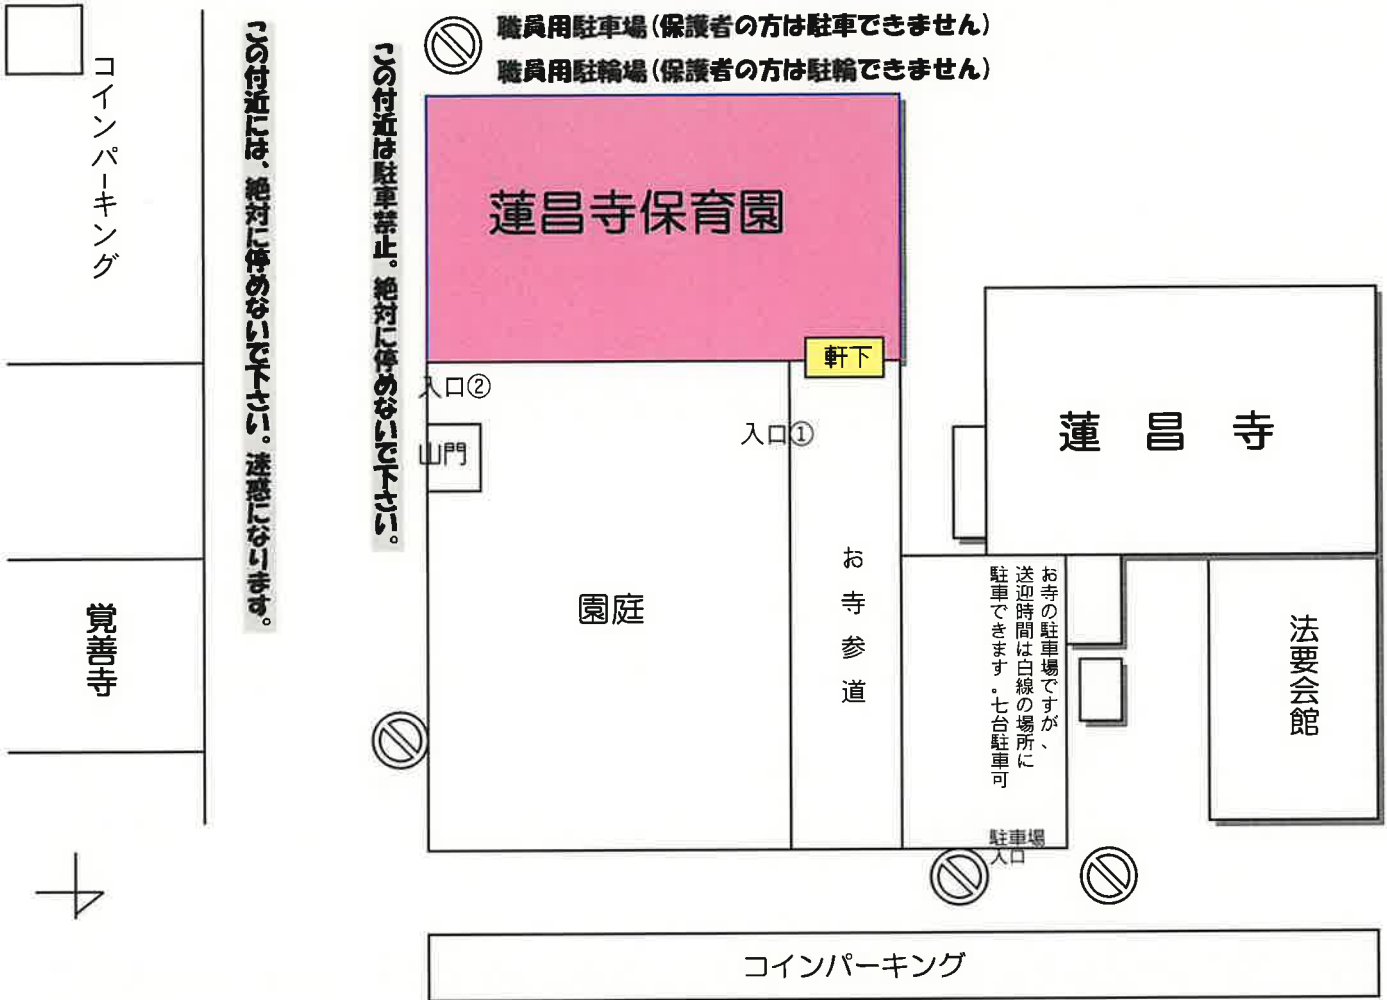 職員用駐車場(保護者の方は駐車できません)
職員用駐輪場(保護者の方は駐輪できません)
コインパーキング
この付近には、絶対に停めないで下さい。迷惑になります。
この付近は駐車禁止。絶対に停めないで下さい。
蓮昌寺保育園
軒下
入口②
入口①
山門
蓮昌寺
お寺参道
園庭
お寺の駐車場ですが、
送迎時間は白線の場所に
駐車できます。七台駐車可
法要会館
覚善寺
駐車場
入口
コインパーキング